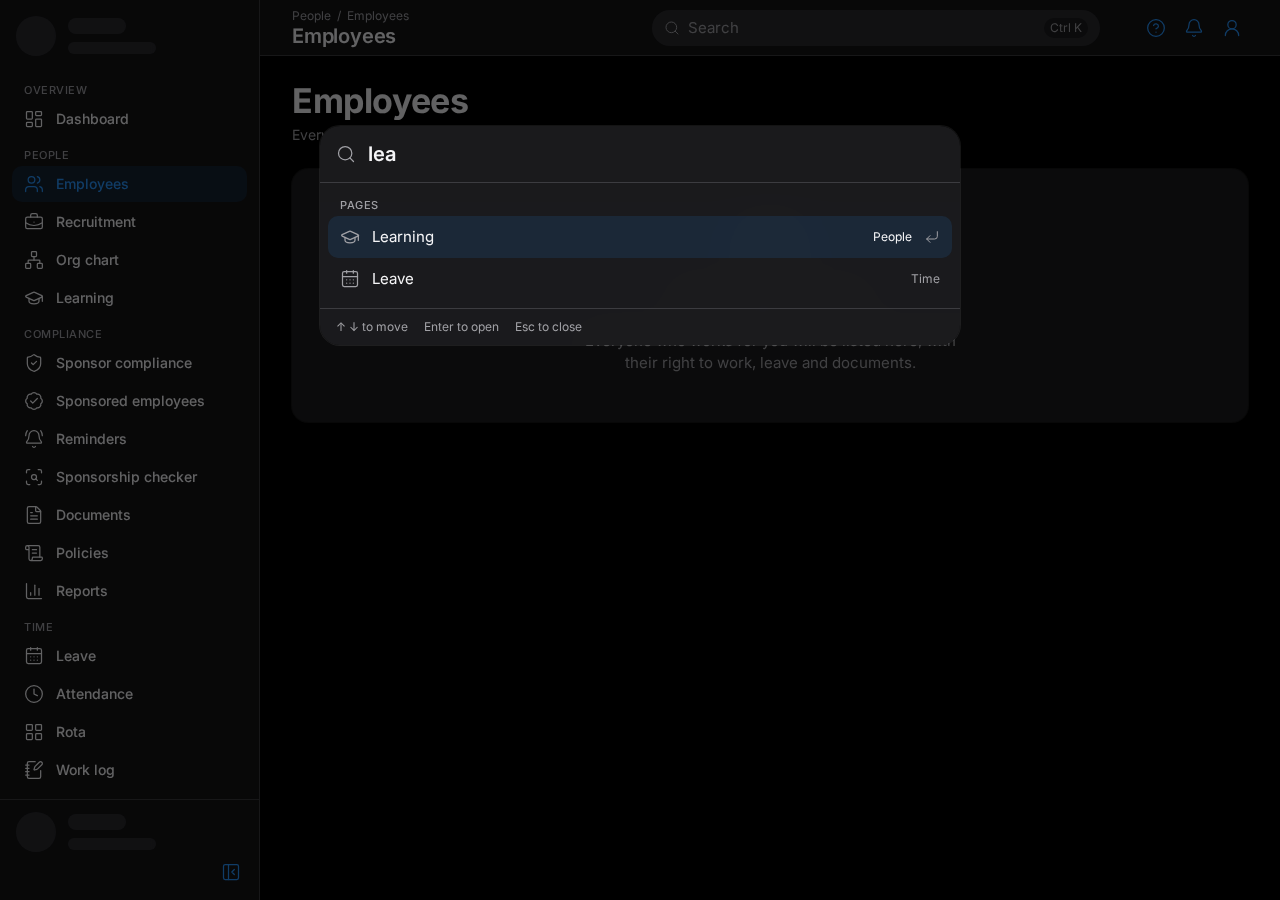 People / Employees
Employees
Search
Ctrl K
OVERVIEW
Dashboard
PEOPLE
Employees
Recruitment
Org chart
Learning
COMPLIANCE
Sponsor compliance
Sponsored employees
Reminders
Sponsorship checker
Documents
Policies
Reports
TIME
Leave
Attendance
Rota
Work log
Employees
lea
PAGES
Learning People
Leave Time
↑ ↓ to move Enter to open Esc to close
their right to work, leave and documents.